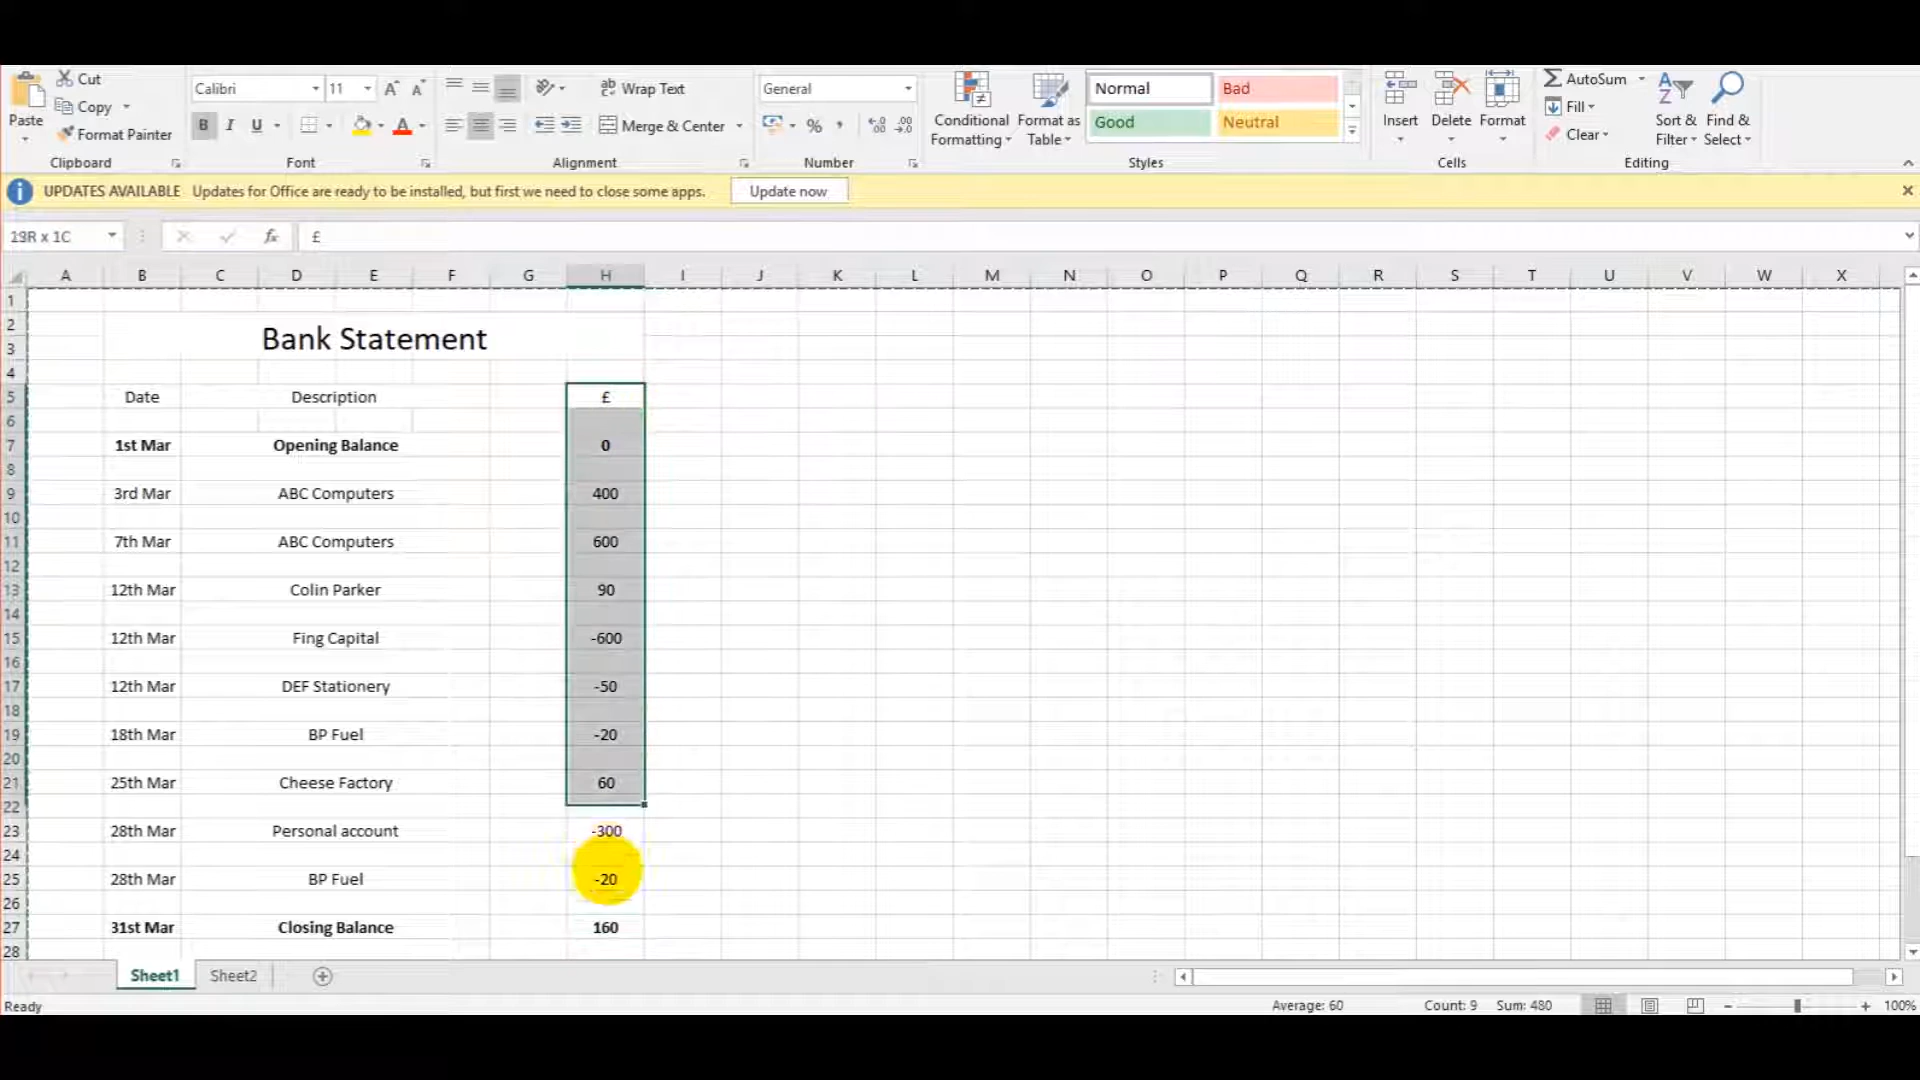 Cut
Calibri 11 Wrap Text General Normal Bad AutoSum
Copy
Fill
Paste B I U Merge & Center % Conditional Format as Good Neutral Insert Delete Format Sort & Find &
Format Painter Formatting Table Clear Filter Select
Clipboard Font Alignment Number Styles Cells Editing
UPDATES AVAILABLE Updates for Office are ready to be installed, but first we need to close some apps. Update now
fx £
A B C D E F G H I J K L M N O P Q R S T U V W X
1
2
Bank Statement
3
4
5 Date Description £
6
7 1st Mar Opening Balance 0
8
9 3rd Mar ABC Computers 400
10
11 7th Mar ABC Computers 600
12
13 12th Mar Colin Parker 90
14
15 12th Mar Fing Capital -600
16
17 12th Mar DEF Stationery -50
18
19 18th Mar BP Fuel -20
20
21 25th Mar Cheese Factory 60
22
23 28th Mar Personal account -300
24
25 28th Mar BP Fuel -20
26
27 31st Mar Closing Balance 160
28
Sheet1 Sheet2
Ready Average: 60 Count: 9 Sum: 480 100%